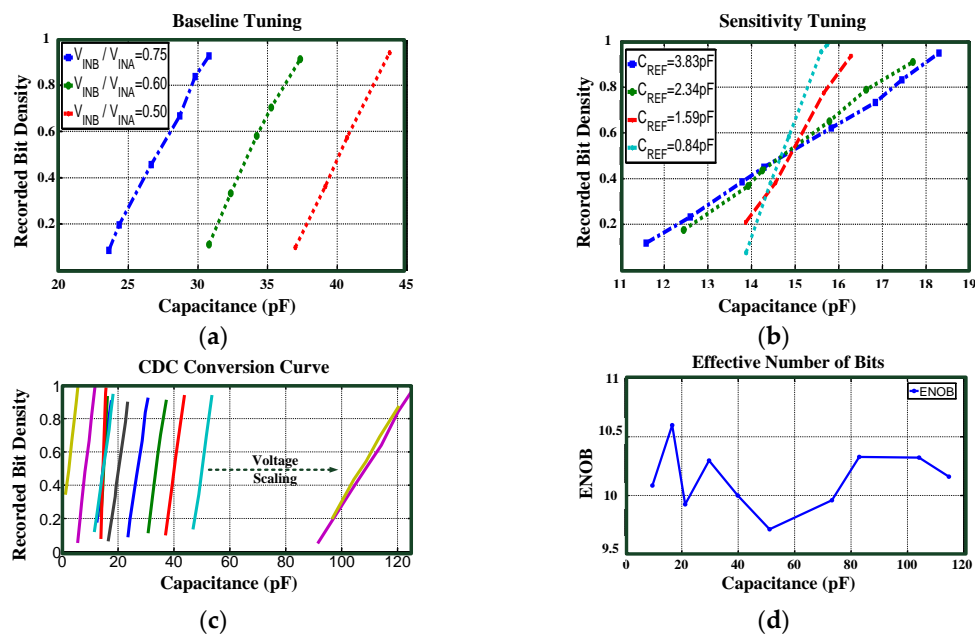 Baseline Tuning
Recorded Bit Density
1
0.8
0.6
0.4
0.2
V_INB / V_INA=0.75
V_INB / V_INA=0.60
V_INB / V_INA=0.50
20 25 30 35 40 45
Capacitance (pF)
(a)
Sensitivity Tuning
Recorded Bit Density
1
0.8
0.6
0.4
0.2
C_REF=3.83pF
C_REF=2.34pF
C_REF=1.59pF
C_REF=0.84pF
11 12 13 14 15 16 17 18 19
Capacitance (pF)
(b)
CDC Conversion Curve
Recorded Bit Density
1
0.8
0.6
0.4
0.2
0
Voltage
Scaling
0 20 40 60 80 100 120
Capacitance (pF)
(c)
Effective Number of Bits
ENOB
11
10.5
10
9.5
ENOB
0 20 40 60 80 100 120
Capacitance (pF)
(d)